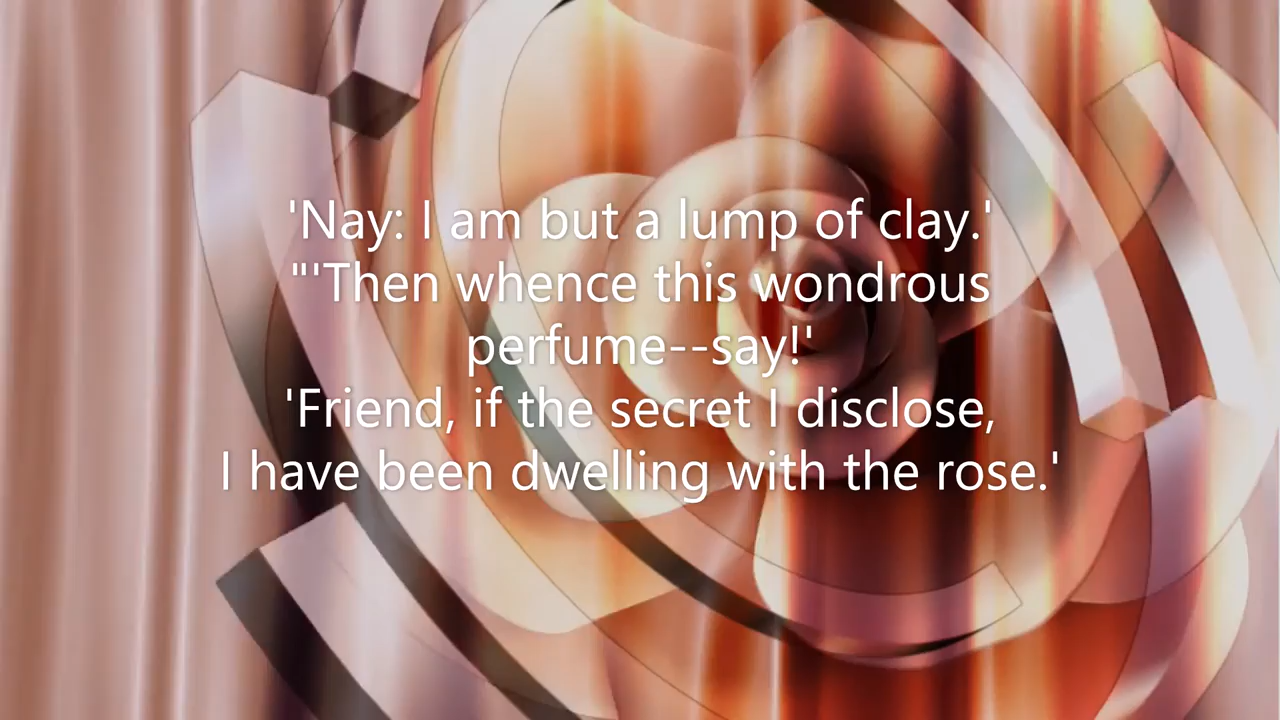 'Nay: I am but a lump of clay.'
"'Then whence this wondrous
perfume--say!'
'Friend, if the secret I disclose,
I have been dwelling with the rose.'